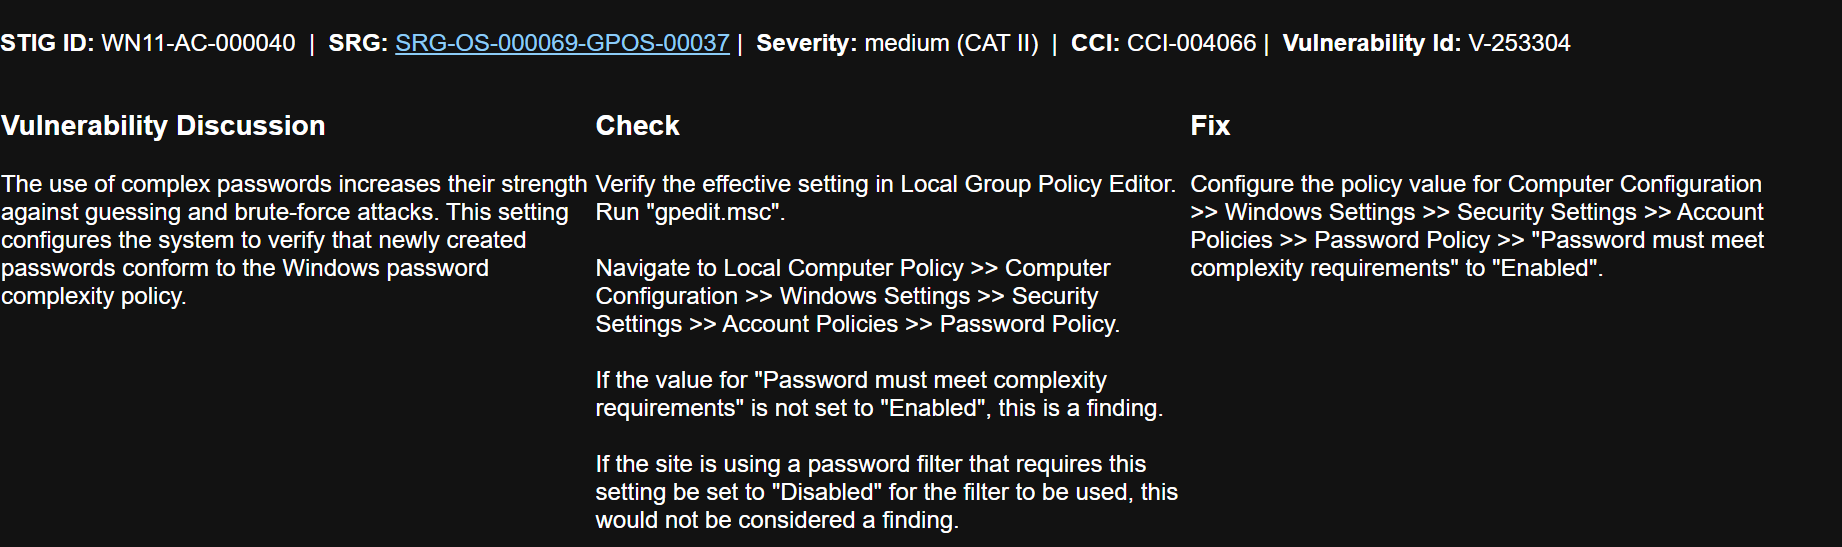 STIG ID: WN11-AC-000040 | SRG: SRG-OS-000069-GPOS-00037 | Severity: medium (CAT II) | CCI: CCI-004066 | Vulnerability Id: V-253304
Vulnerability Discussion
The use of complex passwords increases their strength
against guessing and brute-force attacks. This setting
configures the system to verify that newly created
passwords conform to the Windows password
complexity policy.
Check
Verify the effective setting in Local Group Policy Editor.
Run "gpedit.msc".
Navigate to Local Computer Policy >> Computer
Configuration >> Windows Settings >> Security
Settings >> Account Policies >> Password Policy.
If the value for "Password must meet complexity
requirements" is not set to "Enabled", this is a finding.
If the site is using a password filter that requires this
setting be set to "Disabled" for the filter to be used, this
would not be considered a finding.
Fix
Configure the policy value for Computer Configuration
>> Windows Settings >> Security Settings >> Account
Policies >> Password Policy >> "Password must meet
complexity requirements" to "Enabled".